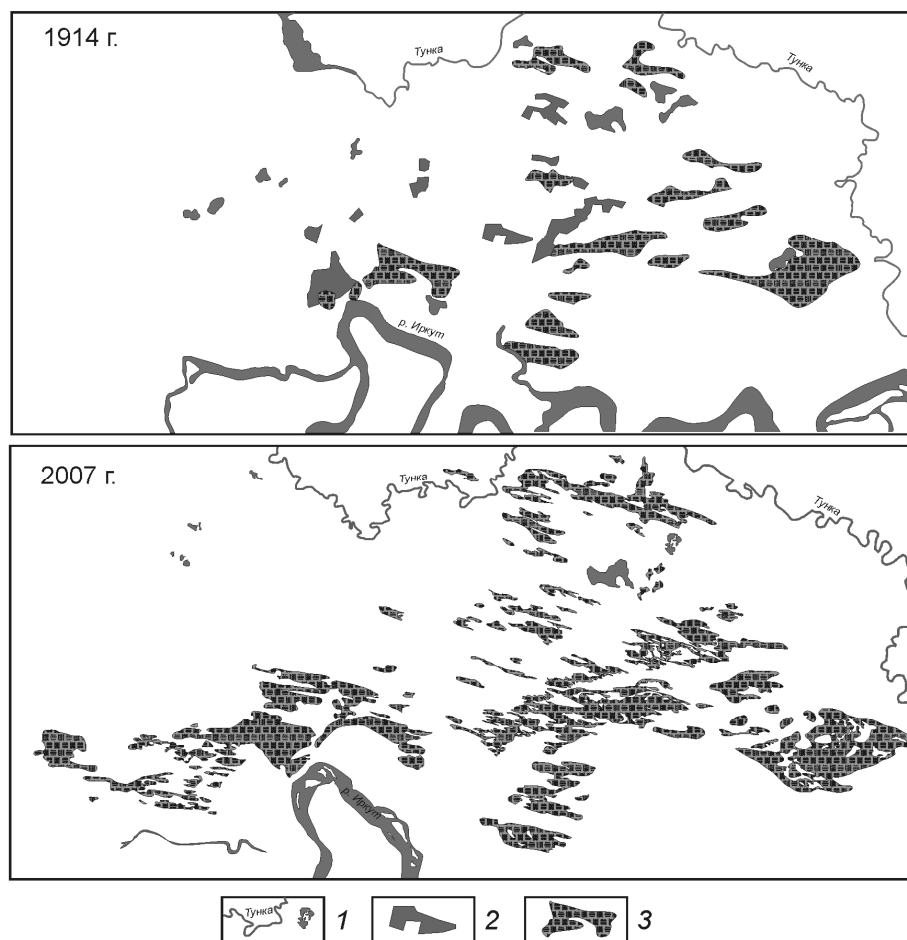 1914 г.
Тунка
Тунка
р. Иркут
2007 г.
Тунка
Тунка
р. Иркут
Тунка 1 2 3